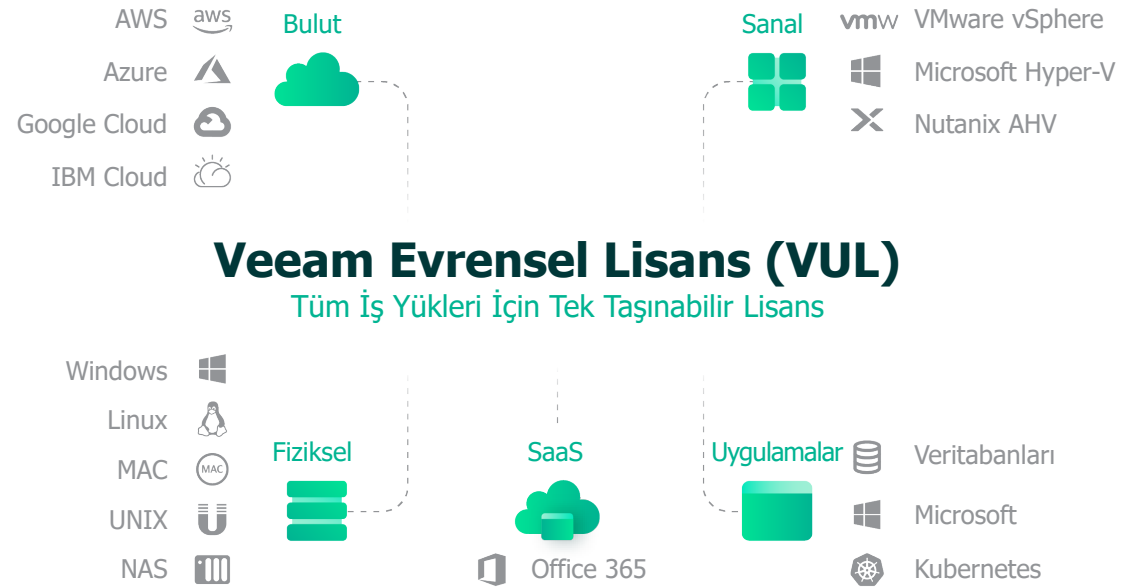 AWS
aws
Azure
Google Cloud
IBM Cloud
Bulut
Sanal
vmw VMware vSphere
Microsoft Hyper-V
Nutanix AHV
Veeam Evrensel Lisans (VUL)
Tüm İş Yükleri İçin Tek Taşınabilir Lisans
Windows
Linux
MAC
MAC
UNIX
NAS
Fiziksel
SaaS
Office 365
Uygulamalar
Veritabanları
Microsoft
Kubernetes